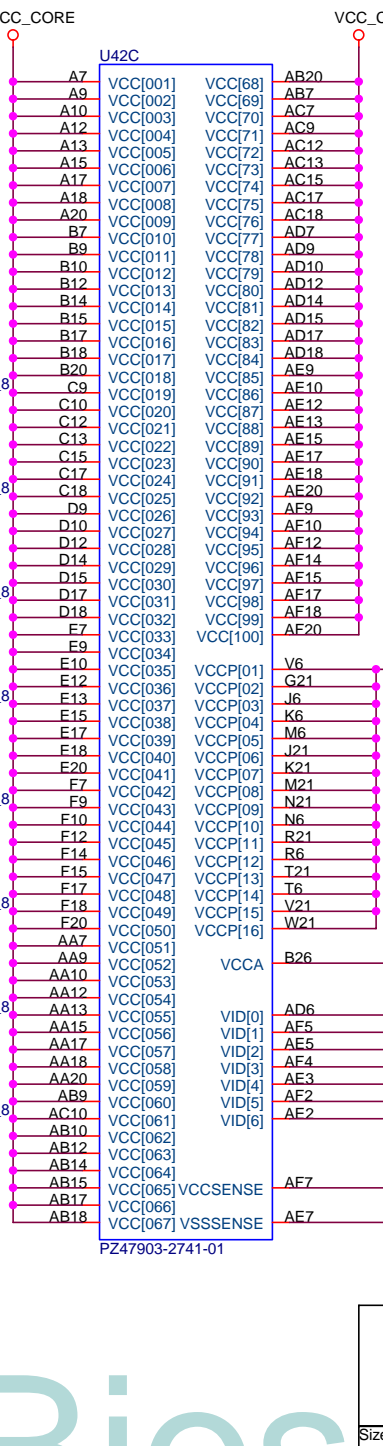 CC_CORE VCC_C
U42C
A7 VCC[001] VCC[68] AB20
A9 VCC[002] VCC[69] AB7
A10 VCC[003] VCC[70] AC7
A12 VCC[004] VCC[71] AC9
A13 VCC[005] VCC[72] AC12
A15 VCC[006] VCC[73] AC13
A17 VCC[007] VCC[74] AC15
A18 VCC[008] VCC[75] AC17
A20 VCC[009] VCC[76] AC18
B7 VCC[010] VCC[77] AD7
B9 VCC[011] VCC[78] AD9
B10 VCC[012] VCC[79] AD10
B12 VCC[013] VCC[80] AD12
B14 VCC[014] VCC[81] AD14
B15 VCC[015] VCC[82] AD15
B17 VCC[016] VCC[83] AD17
B18 VCC[017] VCC[84] AD18
B20 VCC[018] VCC[85] AE9
_8 C9 VCC[019] VCC[86] AE10
C10 VCC[020] VCC[87] AE12
C12 VCC[021] VCC[88] AE13
C13 VCC[022] VCC[89] AE15
C15 VCC[023] VCC[90] AE17
C17 VCC[024] VCC[91] AE18
_8 C18 VCC[025] VCC[92] AE20
D9 VCC[026] VCC[93] AF9
D10 VCC[027] VCC[94] AF10
D12 VCC[028] VCC[95] AF12
D14 VCC[029] VCC[96] AF14
D15 VCC[030] VCC[97] AF15
_8 D17 VCC[031] VCC[98] AF17
D18 VCC[032] VCC[99] AF18
E7 VCC[033] VCC[100] AF20
E9 VCC[034]
E10 VCC[035] VCCP[01] V6
E12 VCC[036] VCCP[02] G21
_8 E13 VCC[037] VCCP[03] J6
E15 VCC[038] VCCP[04] K6
E17 VCC[039] VCCP[05] M6
E18 VCC[040] VCCP[06] J21
E20 VCC[041] VCCP[07] K21
F7 VCC[042] VCCP[08] M21
_8 F9 VCC[043] VCCP[09] N21
F10 VCC[044] VCCP[10] N6
F12 VCC[045] VCCP[11] R21
F14 VCC[046] VCCP[12] R6
F15 VCC[047] VCCP[13] T21
F17 VCC[048] VCCP[14] T6
_8 F18 VCC[049] VCCP[15] V21
F20 VCC[050] VCCP[16] W21
AA7 VCC[051]
AA9 VCC[052] VCCA B26
AA10 VCC[053]
AA12 VCC[054]
_8 AA13 VCC[055] VID[0] AD6
AA15 VCC[056] VID[1] AF5
AA17 VCC[057] VID[2] AE5
AA18 VCC[058] VID[3] AF4
AA20 VCC[059] VID[4] AE3
AB9 VCC[060] VID[5] AF2
_8 AC10 VCC[061] VID[6] AE2
AB10 VCC[062]
AB12 VCC[063]
AB14 VCC[064]
AB15 VCC[065] VCCSENSE AF7
AB17 VCC[066]
AB18 VCC[067] VSSSENSE AE7
PZ47903-2741-01
Bios
Size